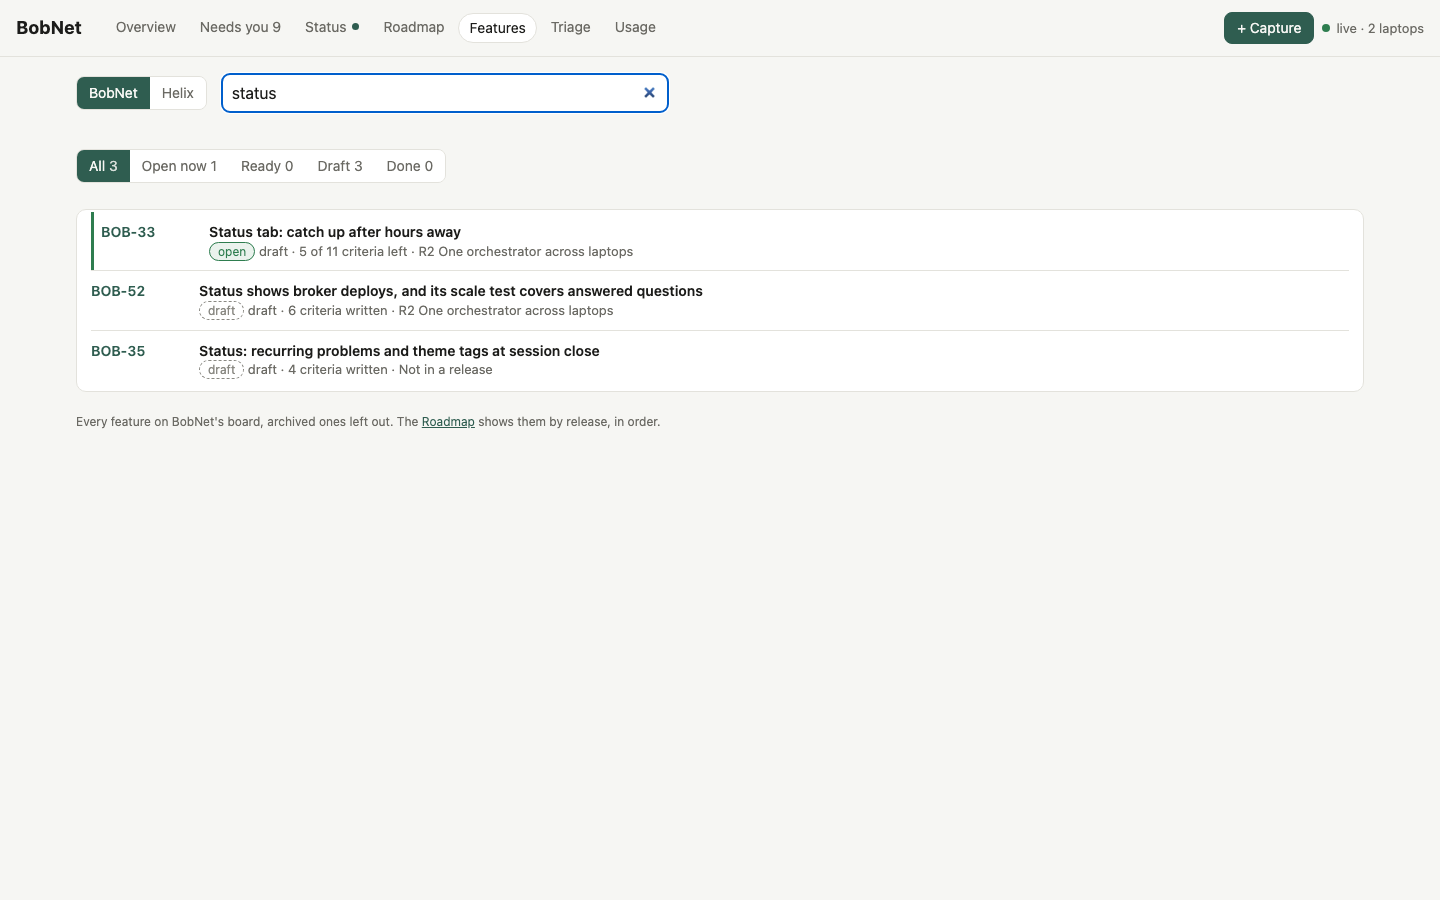 BobNet Overview Needs you 9 Status Roadmap Features Triage Usage + Capture live · 2 laptops
BobNet Helix status
All 3 Open now 1 Ready 0 Draft 3 Done 0
BOB-33 Status tab: catch up after hours away
open draft · 5 of 11 criteria left · R2 One orchestrator across laptops
BOB-52 Status shows broker deploys, and its scale test covers answered questions
draft draft · 6 criteria written · R2 One orchestrator across laptops
BOB-35 Status: recurring problems and theme tags at session close
draft draft · 4 criteria written · Not in a release
Every feature on BobNet's board, archived ones left out. The Roadmap shows them by release, in order.